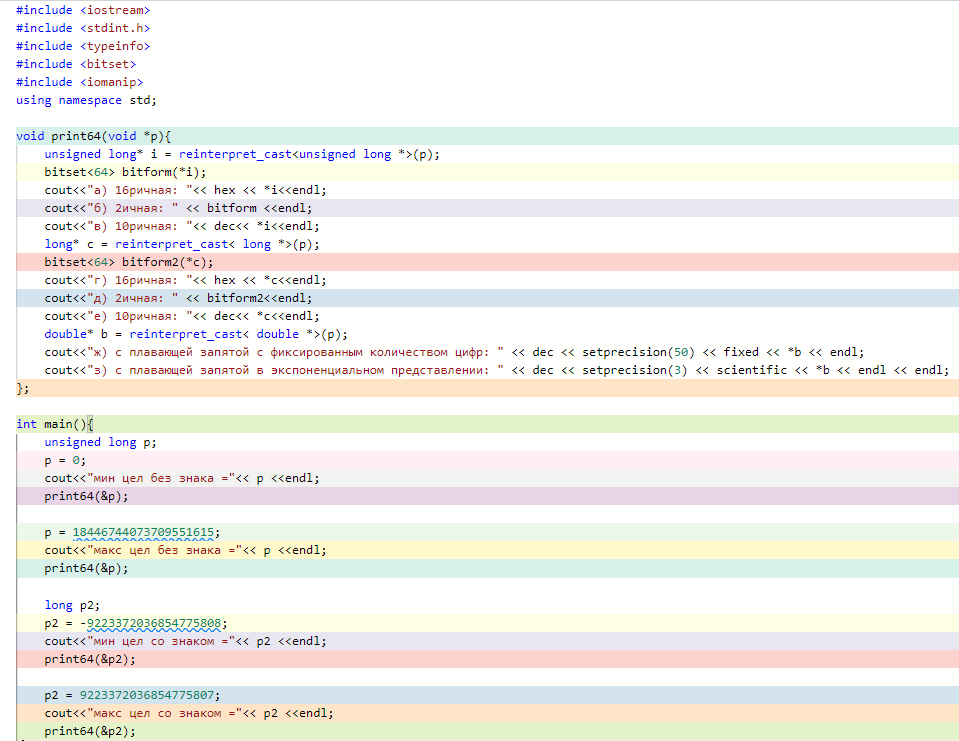 #include <iostream>
#include <stdint.h>
#include <typeinfo>
#include <bitset>
#include <iomanip>
using namespace std;
void print64(void *p){
unsigned long* i = reinterpret_cast<unsigned long *>(p);
bitset<64> bitform(*i);
cout<<"а) 16ричная: "<< hex << *i<<endl;
cout<<"б) 2ичная: " << bitform <<endl;
cout<<"в) 10ричная: "<< dec<< *i<<endl;
long* c = reinterpret_cast< long *>(p);
bitset<64> bitform2(*c);
cout<<"г) 16ричная: "<< hex << *c<<endl;
cout<<"д) 2ичная: " << bitform2<<endl;
cout<<"е) 10ричная: "<< dec<< *c<<endl;
double* b = reinterpret_cast< double *>(p);
cout<<"ж) с плавающей запятой с фиксированным количеством цифр: " << dec << setprecision(50) << fixed << *b << endl;
cout<<"з) с плавающей запятой в экспоненциальном представлении: " << dec << setprecision(3) << scientific << *b << endl << endl;
};
int main(){
unsigned long p;
p = 0;
cout<<"мин цел без знака ="<< p <<endl;
print64(&p);
p = 18446744073709551615;
cout<<"макс цел без знака ="<< p <<endl;
print64(&p);
long p2;
p2 = -9223372036854775808;
cout<<"мин цел со знаком ="<< p2 <<endl;
print64(&p2);
p2 = 9223372036854775807;
cout<<"макс цел со знаком ="<< p2 <<endl;
print64(&p2);